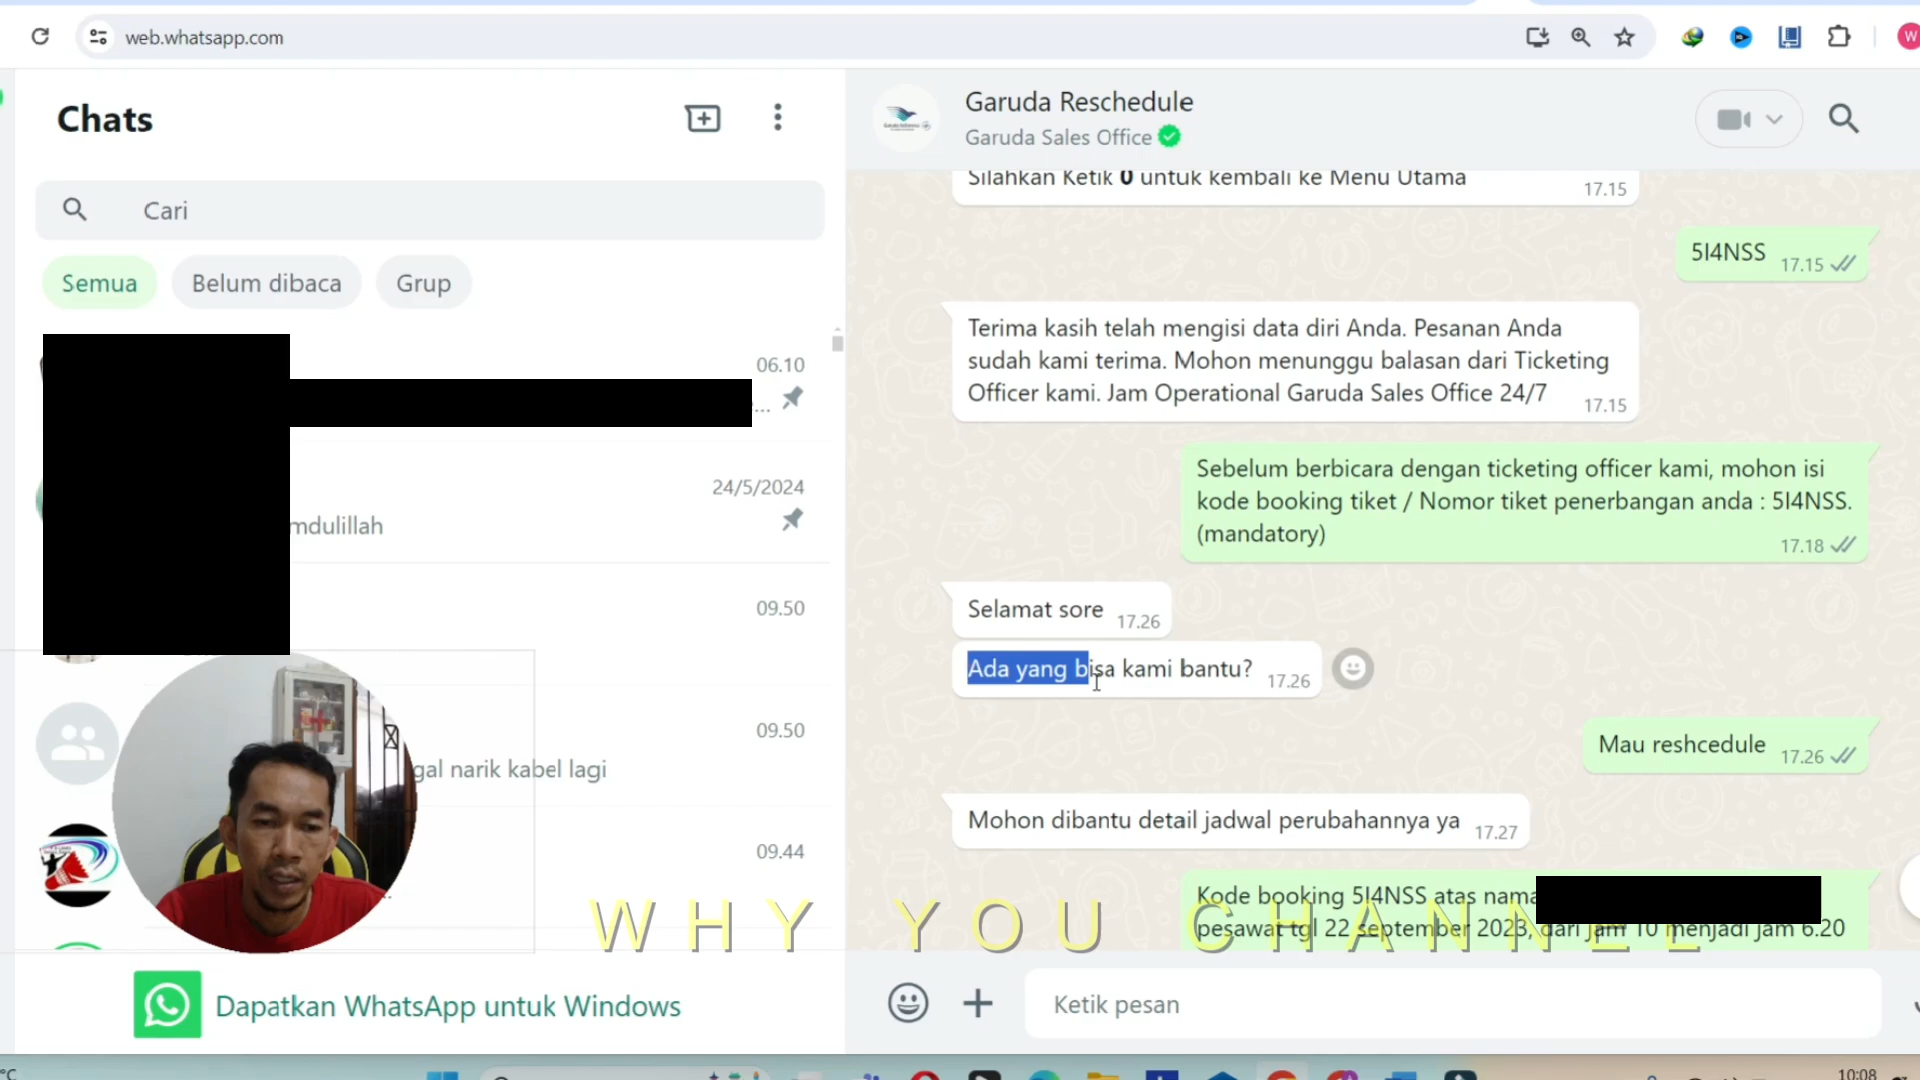 web.whatsapp.com
W
Chats
Cari
Semua
Belum dibaca
Grup
06.10
...
24/5/2024
mdulillah
09.50
09.50
gal narik kabel lagi
09.44
Dapatkan WhatsApp untuk Windows
Garuda Reschedule
Garuda Sales Office
Silahkan Ketik 0 untuk kembali ke Menu Utama
17.15
5I4NSS
17.15
Terima kasih telah mengisi data diri Anda. Pesanan Anda
sudah kami terima. Mohon menunggu balasan dari Ticketing
Officer kami. Jam Operasional Garuda Sales Office 24/7
17.15
Sebelum berbicara dengan ticketing officer kami, mohon isi
kode booking tiket / Nomor tiket penerbangan anda : 5I4NSS.
(mandatory)
17.18
Selamat sore
17.26
Ada yang bisa kami bantu?
17.26
Mau reshcedule
17.26
Mohon dibantu detail jadwal perubahannya ya
17.27
Kode booking 5I4NSS atas nama
pesawat tgl 22 september 2023, dari jam 10 menjadi jam 6.20
WHY YOU CHANNEL
Ketik pesan
°C
10:08